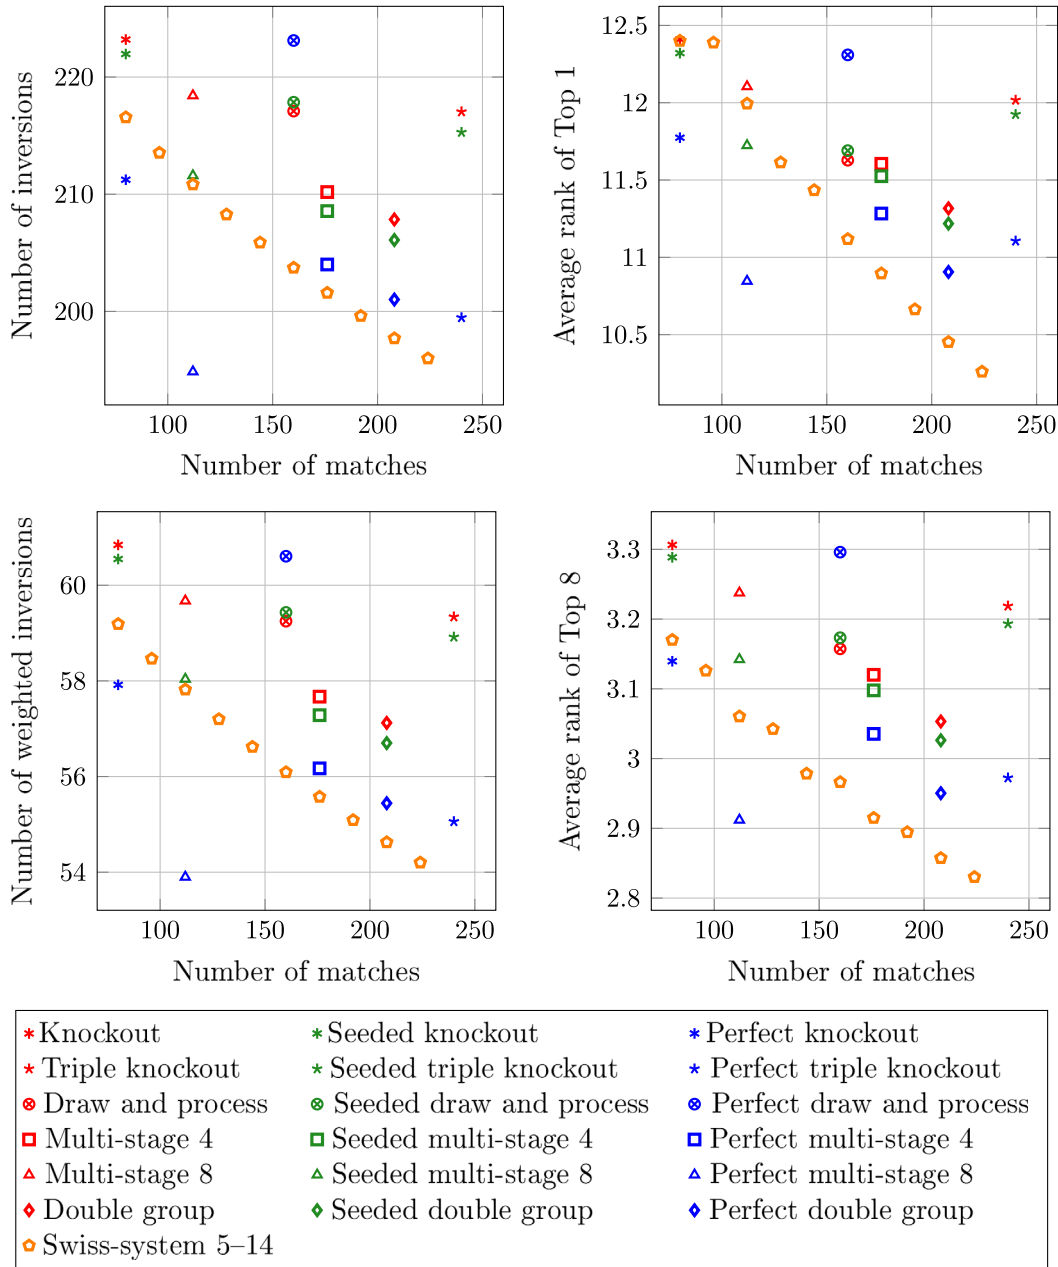 220
210
200
100 150 200 250
Number of matches
Number of inversions
12.5
12
11.5
11
10.5
100 150 200 250
Number of matches
Average rank of Top 1
60
58
56
54
100 150 200 250
Number of matches
Number of weighted inversions
3.3
3.2
3.1
3
2.9
2.8
100 150 200 250
Number of matches
Average rank of Top 8
Knockout Seeded knockout Perfect knockout
Triple knockout Seeded triple knockout Perfect triple knockout
Draw and process Seeded draw and process Perfect draw and process
Multi-stage 4 Seeded multi-stage 4 Perfect multi-stage 4
Multi-stage 8 Seeded multi-stage 8 Perfect multi-stage 8
Double group Seeded double group Perfect double group
Swiss-system 5–14